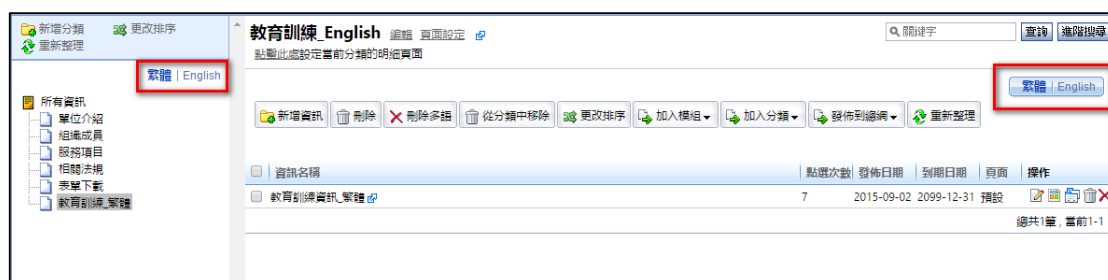 新增分類 更改排序
重新整理
繁體 | English
所有資訊
單位介紹
組織成員
服務項目
相關法規
表單下載
教育訓練_繁體
教育訓練_English 編輯 頁面設定
點擊此處設定當前分類的明細頁面
關鍵字 查詢 進階搜尋
繁體 | English
新增資訊 刪除 刪除多語 從分類中移除 更改排序 加入模組 加入分類 發佈到總網 重新整理
資訊名稱 點選次數 發佈日期 到期日期 頁面 操作
教育訓練資訊_繁體 7 2015-09-02 2099-12-31 預設
總共1筆 , 當前1-1